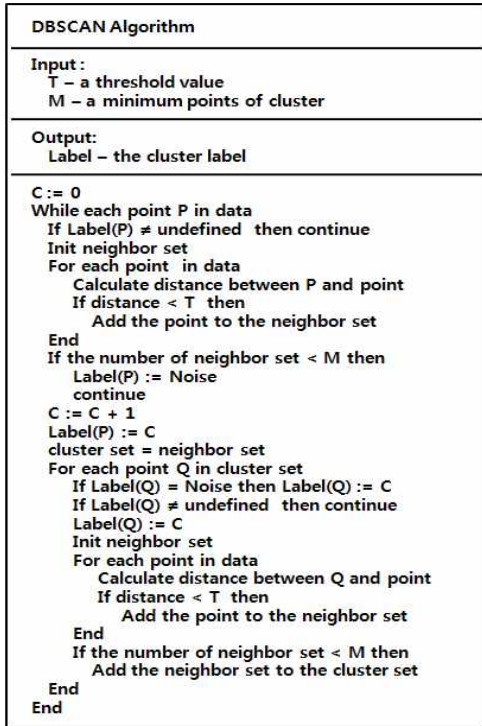 DBSCAN Algorithm
Input :
T – a threshold value
M – a minimum points of cluster
Output:
Label – the cluster label
C := 0
While each point P in data
If Label(P) ≠ undefined then continue
Init neighbor set
For each point in data
Calculate distance between P and point
If distance < T then
Add the point to the neighbor set
End
If the number of neighbor set < M then
Label(P) := Noise
continue
C := C + 1
Label(P) := C
cluster set = neighbor set
For each point Q in cluster set
If Label(Q) = Noise then Label(Q) := C
If Label(Q) ≠ undefined then continue
Label(Q) := C
Init neighbor set
For each point in data
Calculate distance between Q and point
If distance < T then
Add the point to the neighbor set
End
If the number of neighbor set < M then
Add the neighbor set to the cluster set
End
End